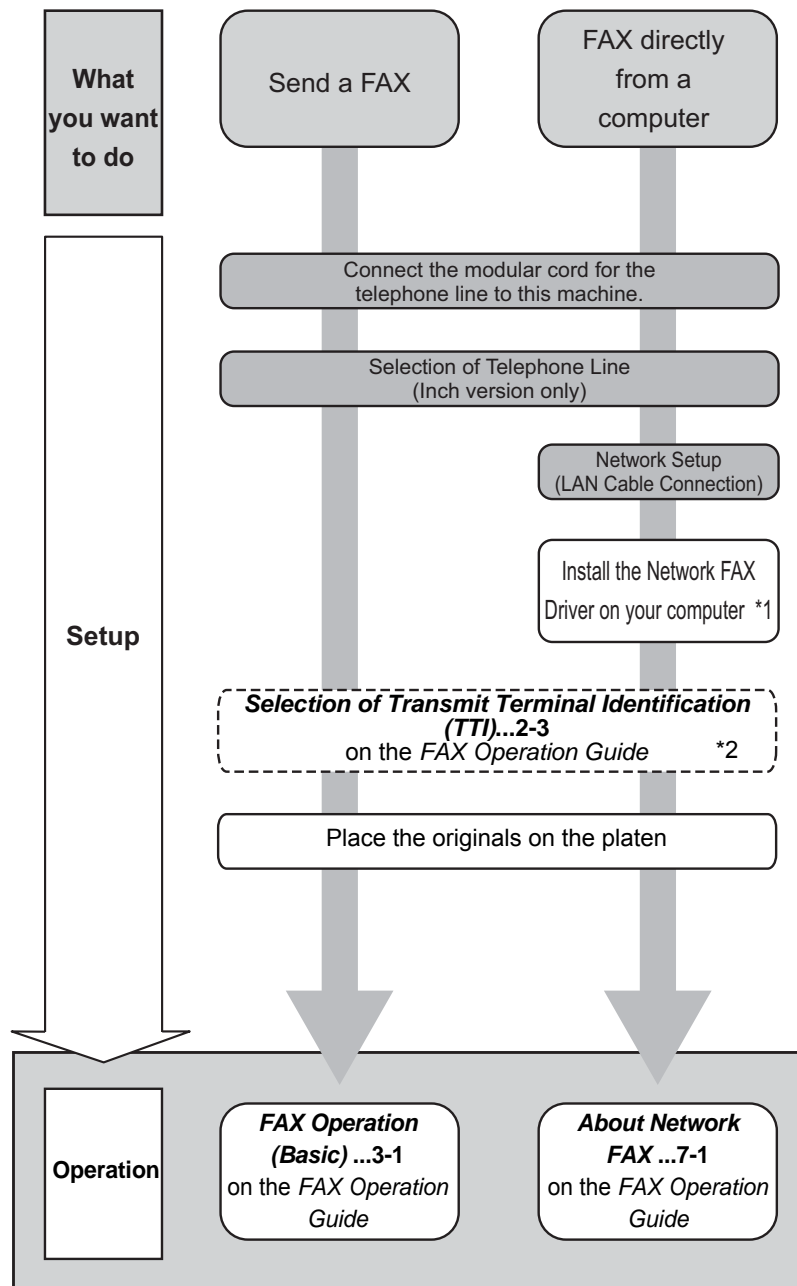 What
you want
to do
Send a FAX
FAX directly
from a
computer
Connect the modular cord for the
telephone line to this machine.
Selection of Telephone Line
(Inch version only)
Network Setup
(LAN Cable Connection)
Install the Network FAX
Driver on your computer *1
Setup
Selection of Transmit Terminal Identification
(TTI)...2-3
on the FAX Operation Guide *2
Place the originals on the platen
Operation
FAX Operation
(Basic) ...3-1
on the FAX Operation
Guide
About Network
FAX ...7-1
on the FAX Operation
Guide